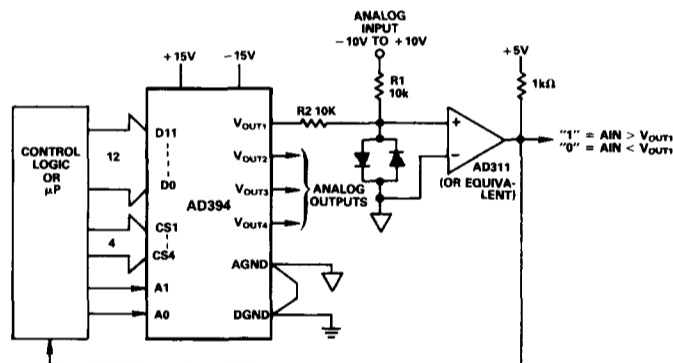 ANALOG
INPUT
−10V TO +10V
+15V
−15V
+5V
R1
10k
1kΩ
R2 10K
CONTROL
LOGIC
OR
μP
12
4
D11
D0
CS1
CS4
A1
A0
AD394
VOUT1
VOUT2
VOUT3
VOUT4
AGND
DGND
ANALOG
OUTPUTS
+
−
AD311
(OR EQUIVA-
LENT)
"1" = AIN > VOUT1
"0" = AIN < VOUT1